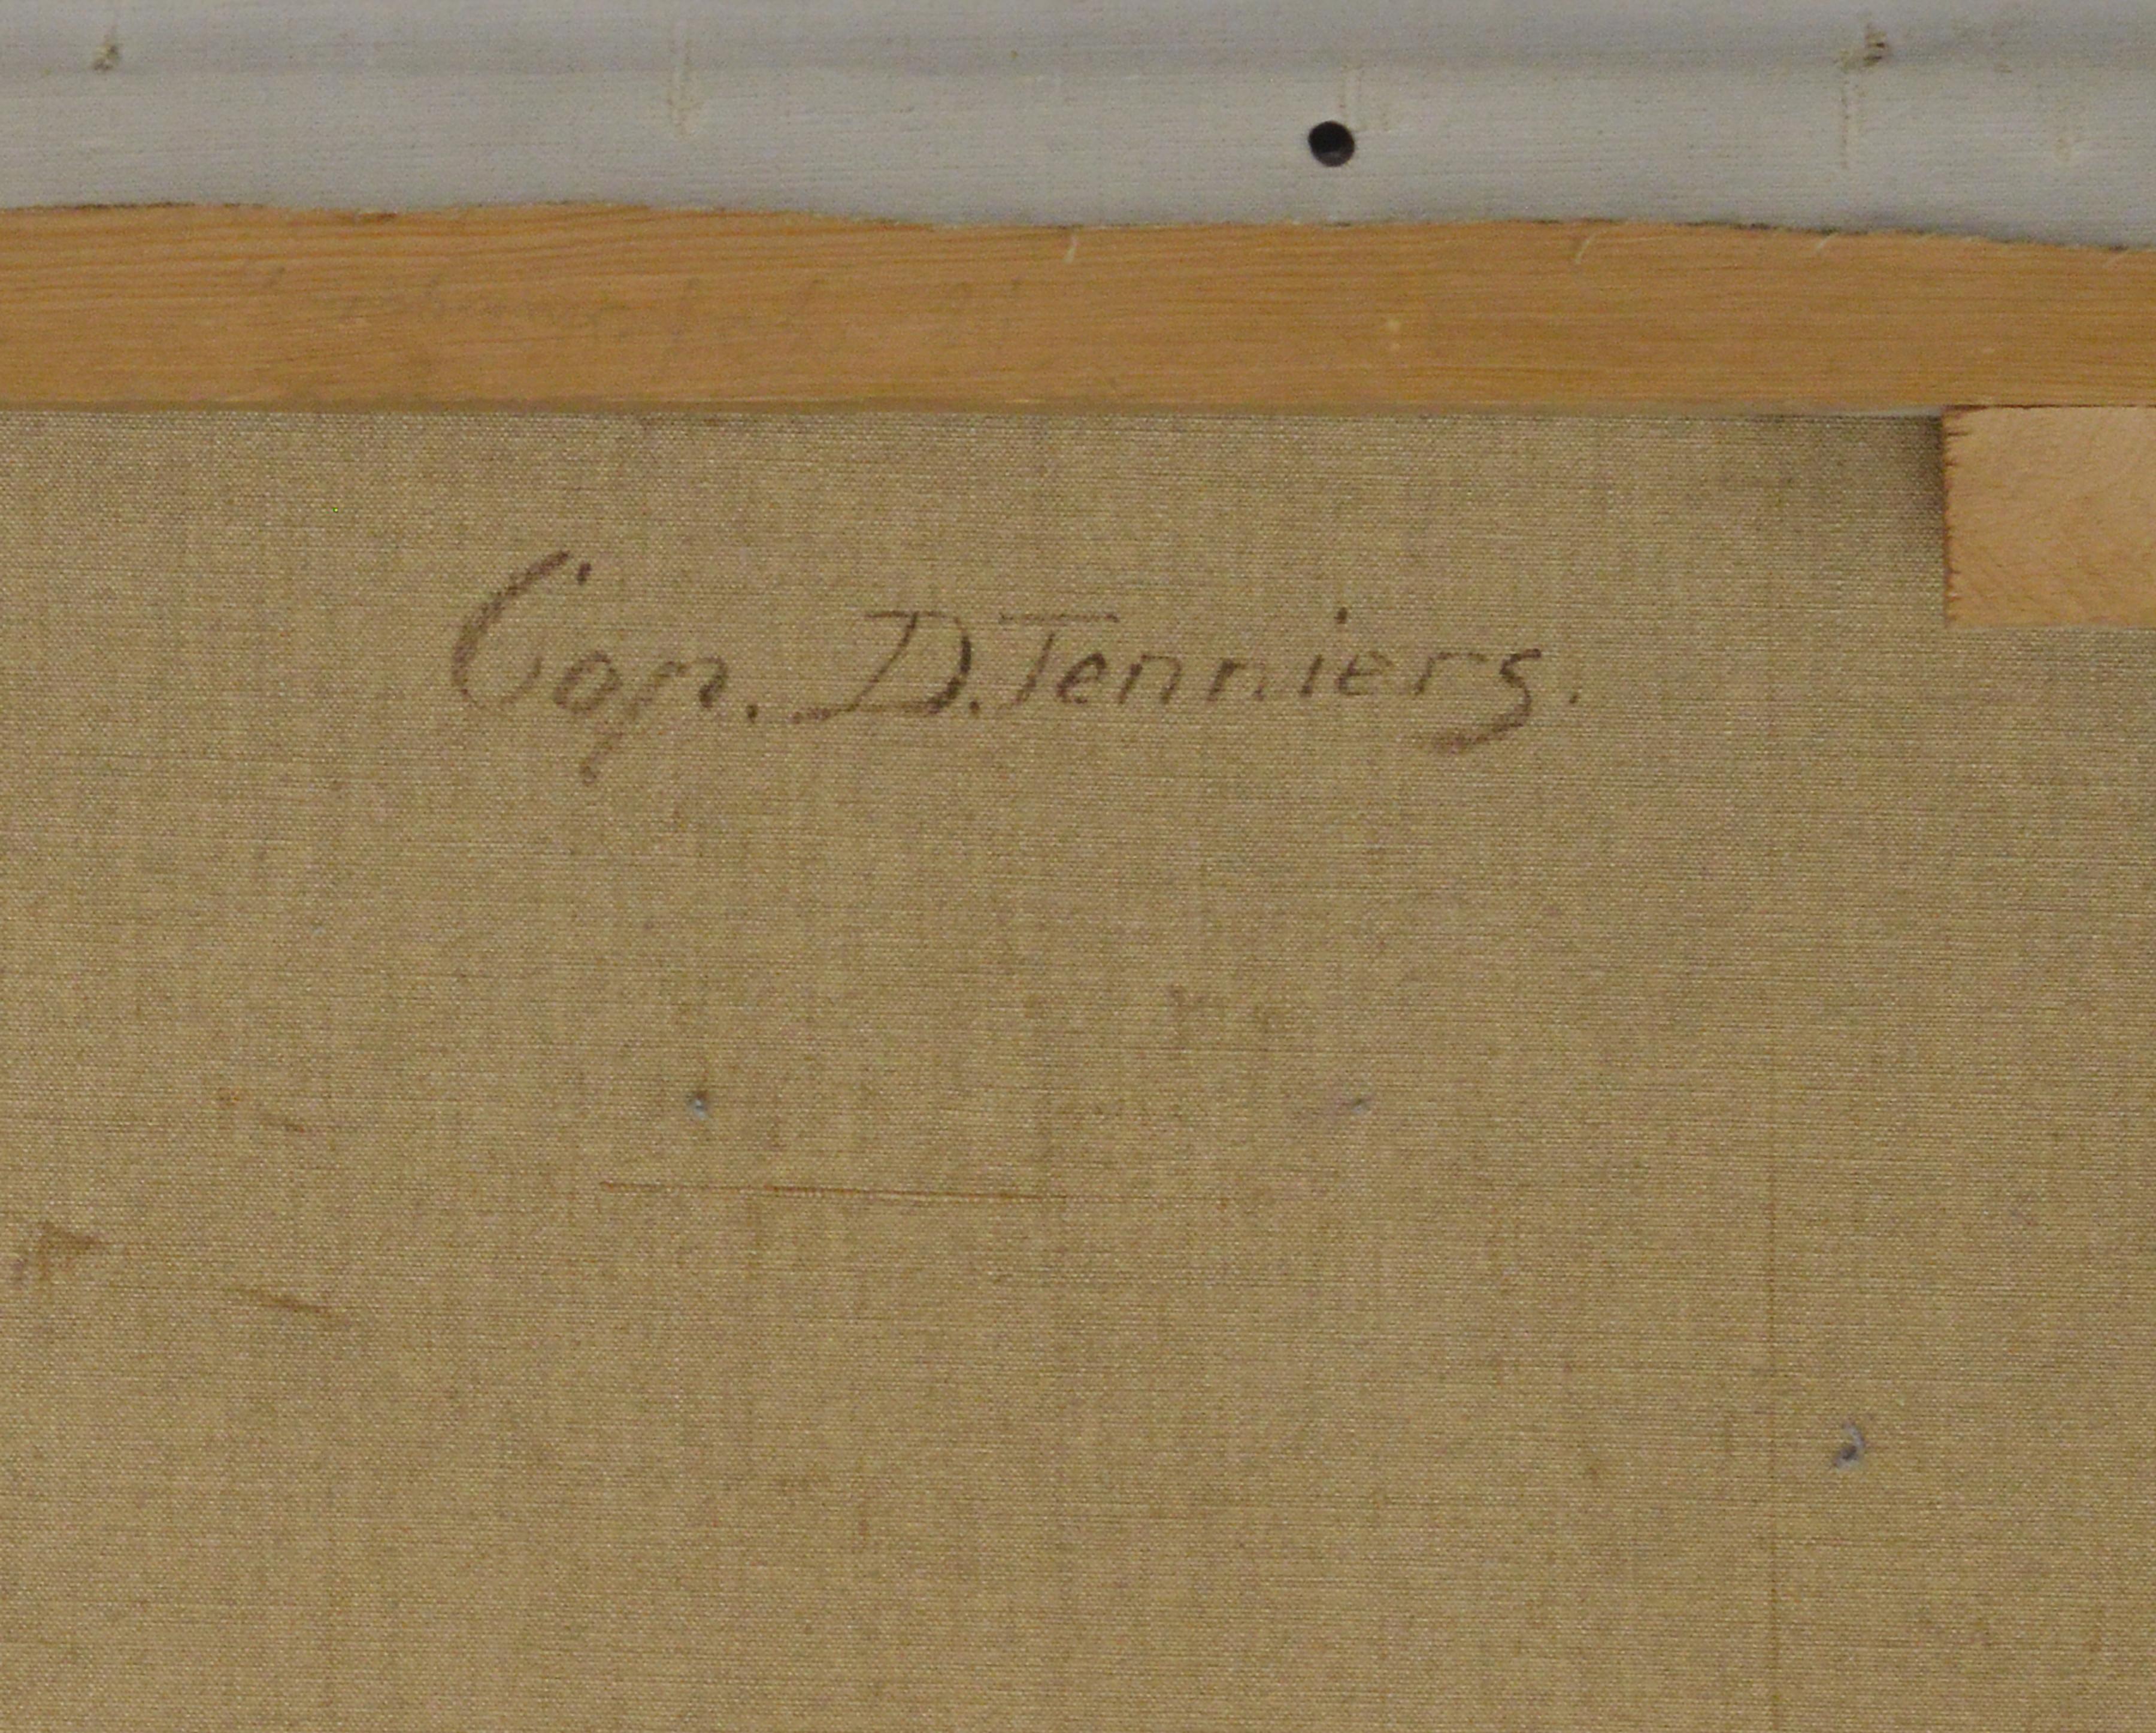 Cop. D. Tenniers.